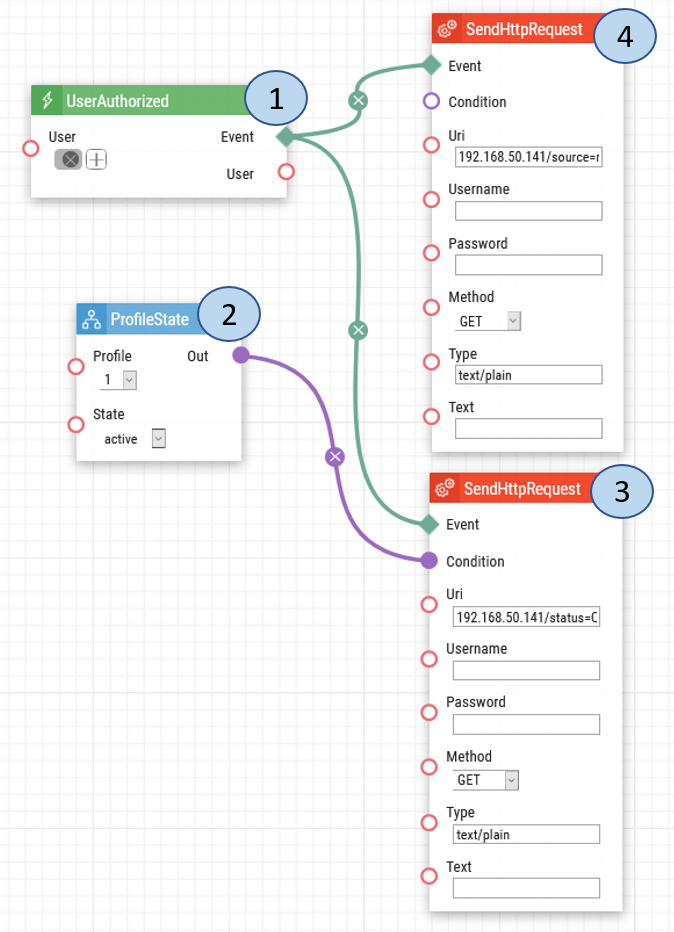 UserAuthorized
1
User
Event
User
ProfileState
2
Profile
Out
1
State
active
SendHttpRequest
4
Event
Condition
Uri
192.168.50.141/source=
Username
Password
Method
GET
Type
text/plain
Text
SendHttpRequest
3
Event
Condition
Uri
192.168.50.141/status=
Username
Password
Method
GET
Type
text/plain
Text